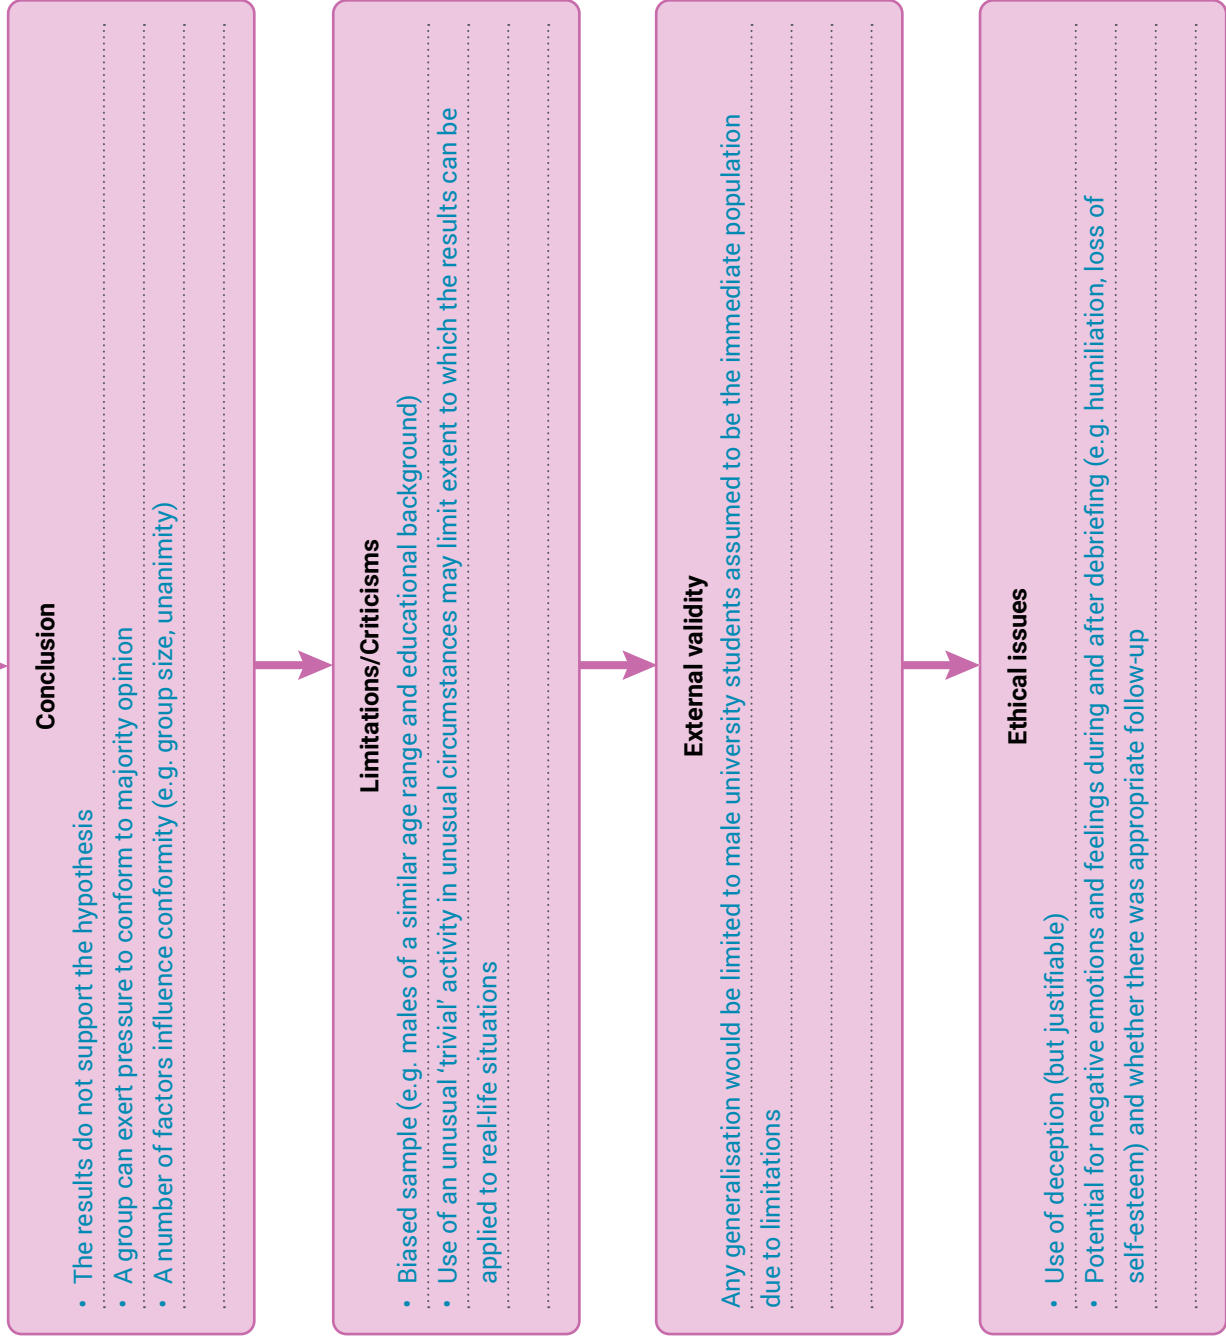 Conclusion
• The results do not support the hypothesis
• A group can exert pressure to conform to majority opinion
• A number of factors influence conformity (e.g. group size, unanimity)
Limitations/Criticisms
• Biased sample (e.g. males of a similar age range and educational background)
• Use of an unusual ‘trivial’ activity in unusual circumstances may limit extent to which the results can be
applied to real-life situations
External validity
Any generalisation would be limited to male university students assumed to be the immediate population
due to limitations
Ethical issues
• Use of deception (but justifiable)
• Potential for negative emotions and feelings during and after debriefing (e.g. humiliation, loss of
self-esteem) and whether there was appropriate follow-up